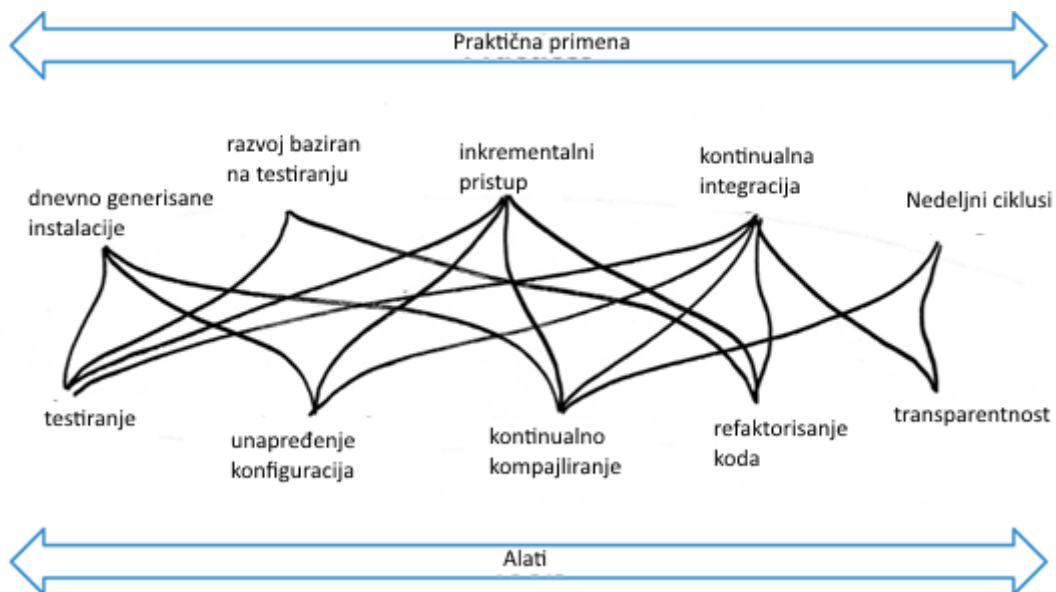 Praktična primena
razvoj baziran
na testiranju
inkrementalni
pristup
kontinualna
integracija
dnevno generisane
instalacije
Nedeljni ciklusi
testiranje
unapređenje
konfiguracija
kontinualno
kompajliranje
refaktorisanje
koda
transparentnost
Alati